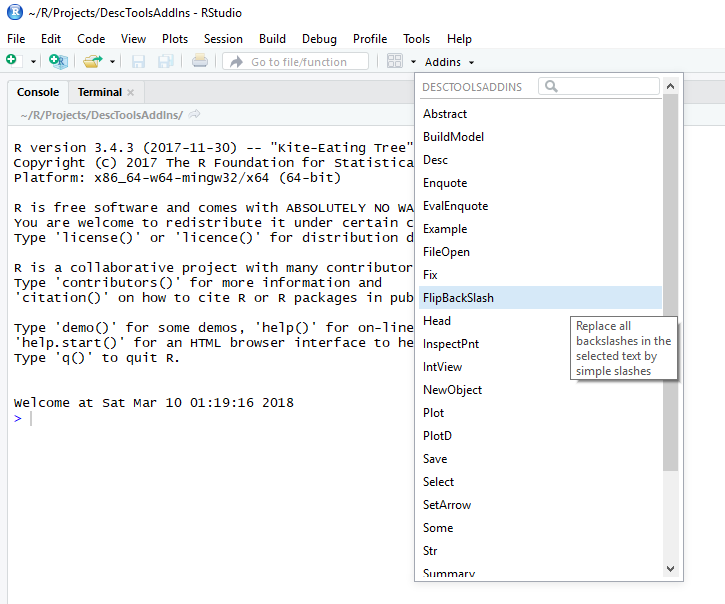 ~/R/Projects/DescToolsAddIns - RStudio
File Edit Code View Plots Session Build Debug Profile Tools Help
Go to file/function Addins
Console Terminal
~/R/Projects/DescToolsAddIns/
R version 3.4.3 (2017-11-30) -- "Kite-Eating Tree"
Copyright (C) 2017 The R Foundation for Statistica
Platform: x86_64-w64-mingw32/x64 (64-bit)
R is free software and comes with ABSOLUTELY NO WA
You are welcome to redistribute it under certain c
Type 'license()' or 'licence()' for distribution d
R is a collaborative project with many contributor
Type 'contributors()' for more information and
'citation()' on how to cite R or R packages in pub
Type 'demo()' for some demos, 'help()' for on-line
'help.start()' for an HTML browser interface to he
Type 'q()' to quit R.
Welcome at Sat Mar 10 01:19:16 2018
>
DESCTOOLSADDINS
Abstract
BuildModel
Desc
Enquote
EvalEnquote
Example
FileOpen
Fix
FlipBackSlash
Head
InspectPnt
IntView
NewObject
Plot
PlotD
Save
Select
SetArrow
Some
Str
Summary
Replace all
backslashes in the
selected text by
simple slashes